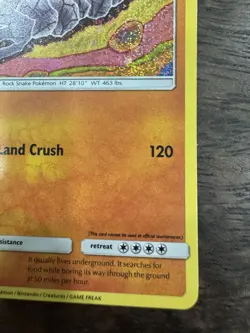 Rock Snake Pokémon HT: 28'10" WT: 463 lbs.
Land Crush 120
(This card cannot be used at official tournaments.)
sistance
retreat
It usually lives underground. It searches for
food while boring its way through the ground
at 50 miles per hour.
okémon / Nintendo / Creatures / GAME FREAK